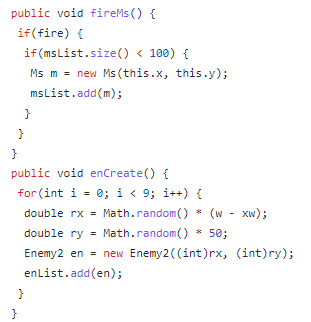 public void fireMs() {
if(fire) {
if(msList.size() < 100) {
Ms m = new Ms(this.x, this.y);
msList.add(m);
}
}
}
public void enCreate() {
for(int i = 0; i < 9; i++) {
double rx = Math.random() * (w - xw);
double ry = Math.random() * 50;
Enemy2 en = new Enemy2((int)rx, (int)ry);
enList.add(en);
}
}